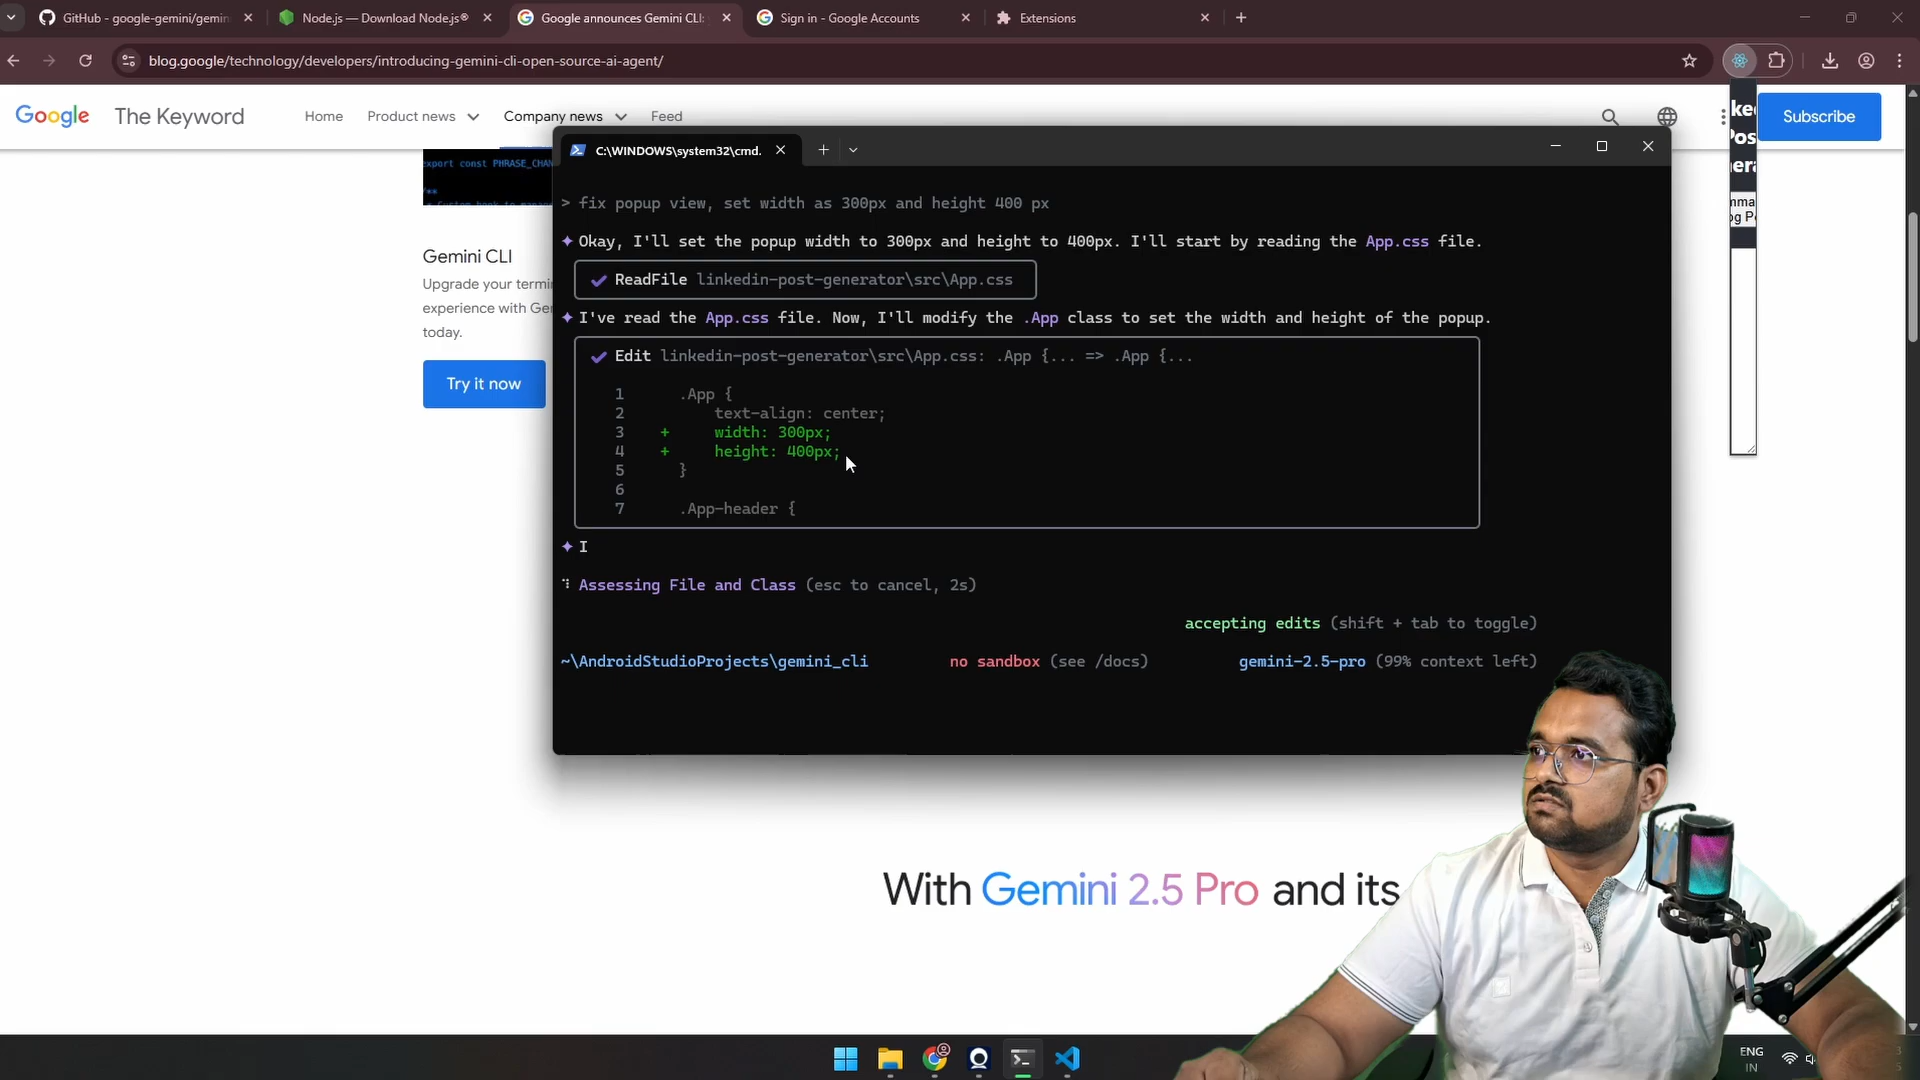 GitHub - google-gemini/gemin
Node.js — Download Node.js®
Google announces Gemini CLI:
Sign in - Google Accounts
Extensions
blog.google/technology/developers/introducing-gemini-cli-open-source-ai-agent/
Google The Keyword
Home
Product news
Company news
Feed
Subscribe
export const PHRASE_CHAN
/**
Gemini CLI
Upgrade your termi
experience with Ge
today.
Try it now
C:\WINDOWS\system32\cmd.
> fix popup view, set width as 300px and height 400 px
✦ Okay, I'll set the popup width to 300px and height to 400px. I'll start by reading the App.css file.
✔ ReadFile linkedin-post-generator\src\App.css
✦ I've read the App.css file. Now, I'll modify the .App class to set the width and height of the popup.
✔ Edit linkedin-post-generator\src\App.css: .App {... => .App {...
1 .App {
2 text-align: center;
3 + width: 300px;
4 + height: 400px;
5 }
6
7 .App-header {
✦ I
Assessing File and Class (esc to cancel, 2s)
accepting edits (shift + tab to toggle)
~\AndroidStudioProjects\gemini_cli no sandbox (see /docs) gemini-2.5-pro (99% context left)
With Gemini 2.5 Pro and its
ENG
IN